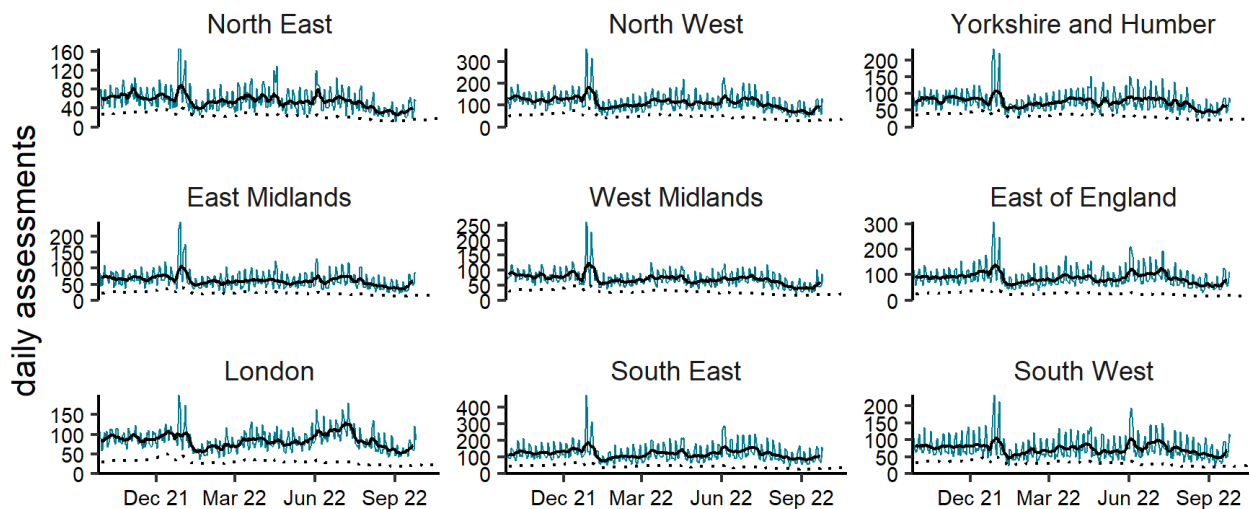 North East North West Yorkshire and Humber
160 300 200
120 200 150
80 100 100
40 50
0 0 0
daily assessments
East Midlands West Midlands East of England
200 250 300
150 200 200
100 150 100
50 100 0
0 50
0
London South East South West
150 400 200
100 300 150
50 200 100
0 100 50
0 0
Dec 21 Mar 22 Jun 22 Sep 22 Dec 21 Mar 22 Jun 22 Sep 22 Dec 21 Mar 22 Jun 22 Sep 22